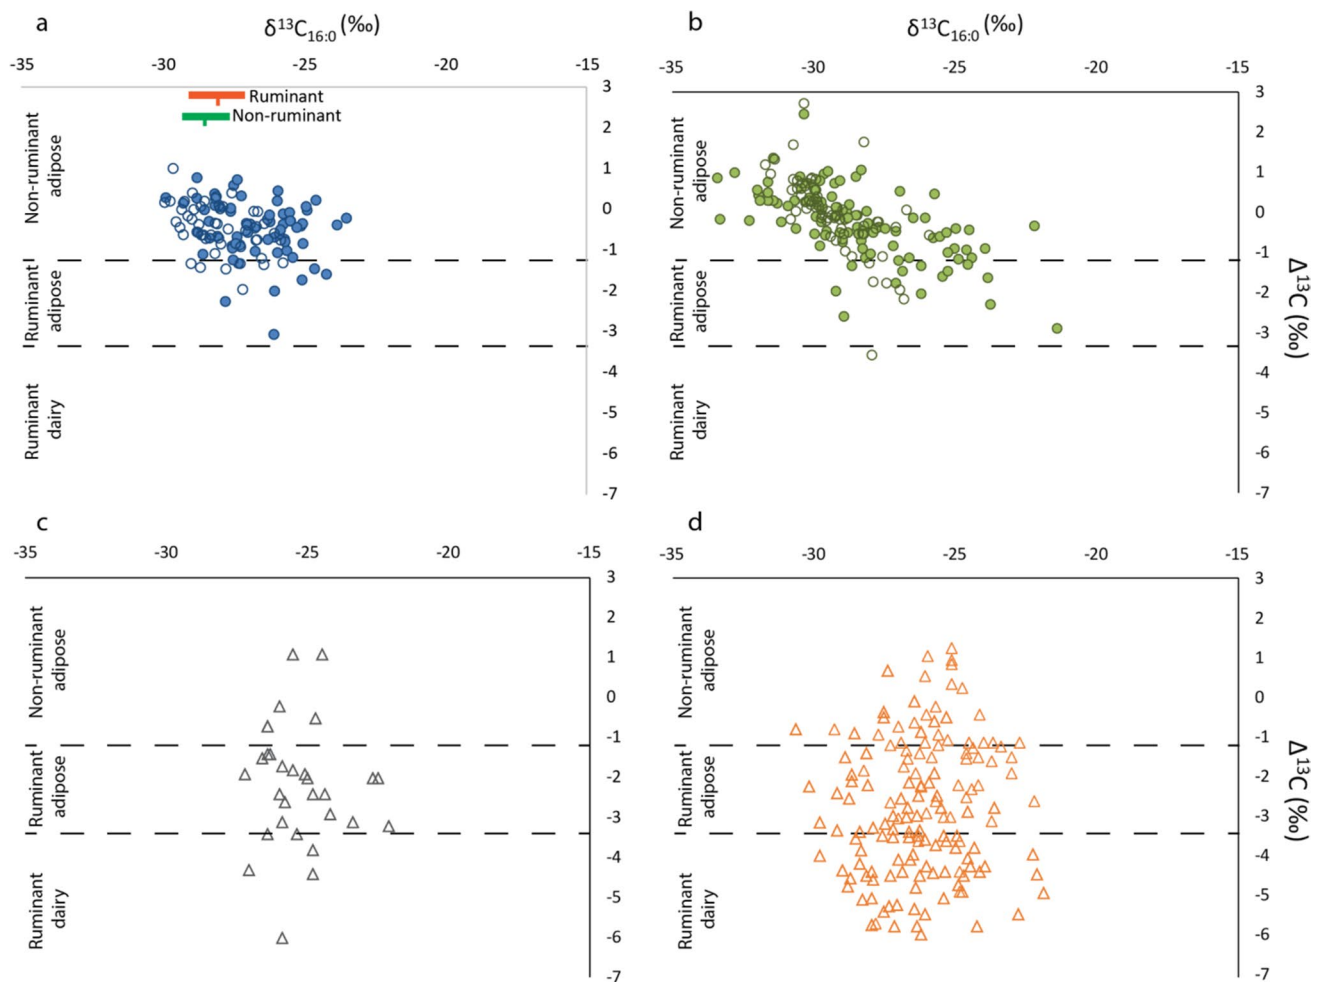 a
δ¹³C₁₆:₀ (‰)
-35 -30 -25 -20 -15
Ruminant
Non-ruminant
3
2
1
0
-1
-2
-3
-4
-5
-6
-7
Non-ruminant
adipose
Ruminant
adipose
Ruminant
dairy
b
δ¹³C₁₆:₀ (‰)
-35 -30 -25 -20 -15
3
2
1
0
-1
-2
-3
-4
-5
-6
-7
Non-ruminant
adipose
Ruminant
adipose
Ruminant
dairy
Δ¹³C (‰)
c
-35 -30 -25 -20 -15
3
2
1
0
-1
-2
-3
-4
-5
-6
-7
Non-ruminant
adipose
Ruminant
adipose
Ruminant
dairy
d
-35 -30 -25 -20 -15
3
2
1
0
-1
-2
-3
-4
-5
-6
-7
Non-ruminant
adipose
Ruminant
adipose
Ruminant
dairy
Δ¹³C (‰)